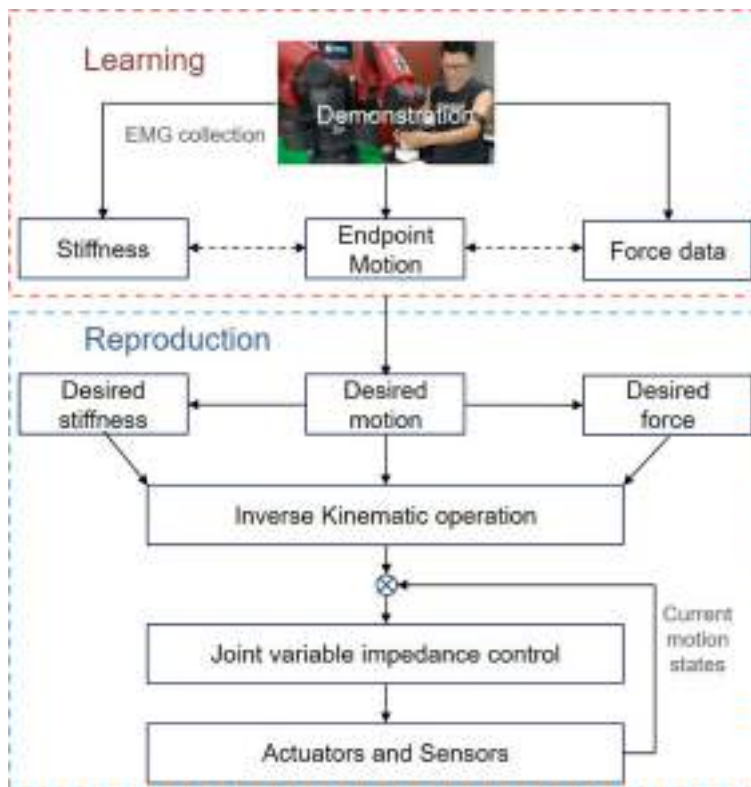 Learning
Demonstration
EMG collection
Stiffness
Endpoint
Motion
Force data
Reproduction
Desired
stiffness
Desired
motion
Desired
force
Inverse Kinematic operation
Current
motion
states
Joint variable impedance control
Actuators and Sensors